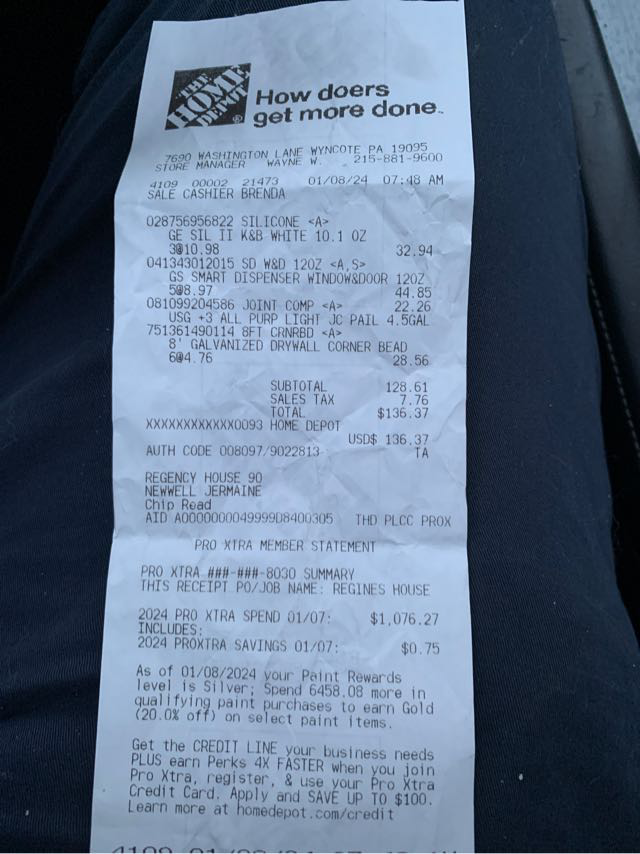 THE
HOME
DEPOT
®
How doers
get more done™
7690 WASHINGTON LANE WYNCOTE PA 19095
STORE MANAGER WAYNE W. 215-881-9600
4109 00002 21473 01/08/24 07:48 AM
SALE CASHIER BRENDA
028756956822 SILICONE <A>
GE SIL II K&B WHITE 10.1 OZ
3@10.98 32.94
041343012015 SD W&D 12OZ <A,S>
GS SMART DISPENSER WINDOW&DOOR 12OZ
5@8.97 44.85
081099204586 JOINT COMP <A> 22.26
USG +3 ALL PURP LIGHT JC PAIL 4.5GAL
751361490114 8FT CRNRBD <A>
8' GALVANIZED DRYWALL CORNER BEAD
6@4.76 28.56
SUBTOTAL 128.61
SALES TAX 7.76
TOTAL $136.37
XXXXXXXXXXXX0093 HOME DEPOT
USD$ 136.37
AUTH CODE 008097/9022813 TA
REGENCY HOUSE 90
NEWWELL JERMAINE
Chip Read
AID A0000000049999D8400305 THD PLCC PROX
PRO XTRA MEMBER STATEMENT
PRO XTRA ###-###-8030 SUMMARY
THIS RECEIPT PO/JOB NAME: REGINES HOUSE
2024 PRO XTRA SPEND 01/07: $1,076.27
INCLUDES:
2024 PROXTRA SAVINGS 01/07: $0.75
As of 01/08/2024 your Paint Rewards
level is Silver; Spend 6458.08 more in
qualifying paint purchases to earn Gold
(20.0% off) on select paint items.
Get the CREDIT LINE your business needs
PLUS earn Perks 4X FASTER when you join
Pro Xtra, register, & use your Pro Xtra
Credit Card. Apply and SAVE UP TO $100.
Learn more at homedepot.com/credit